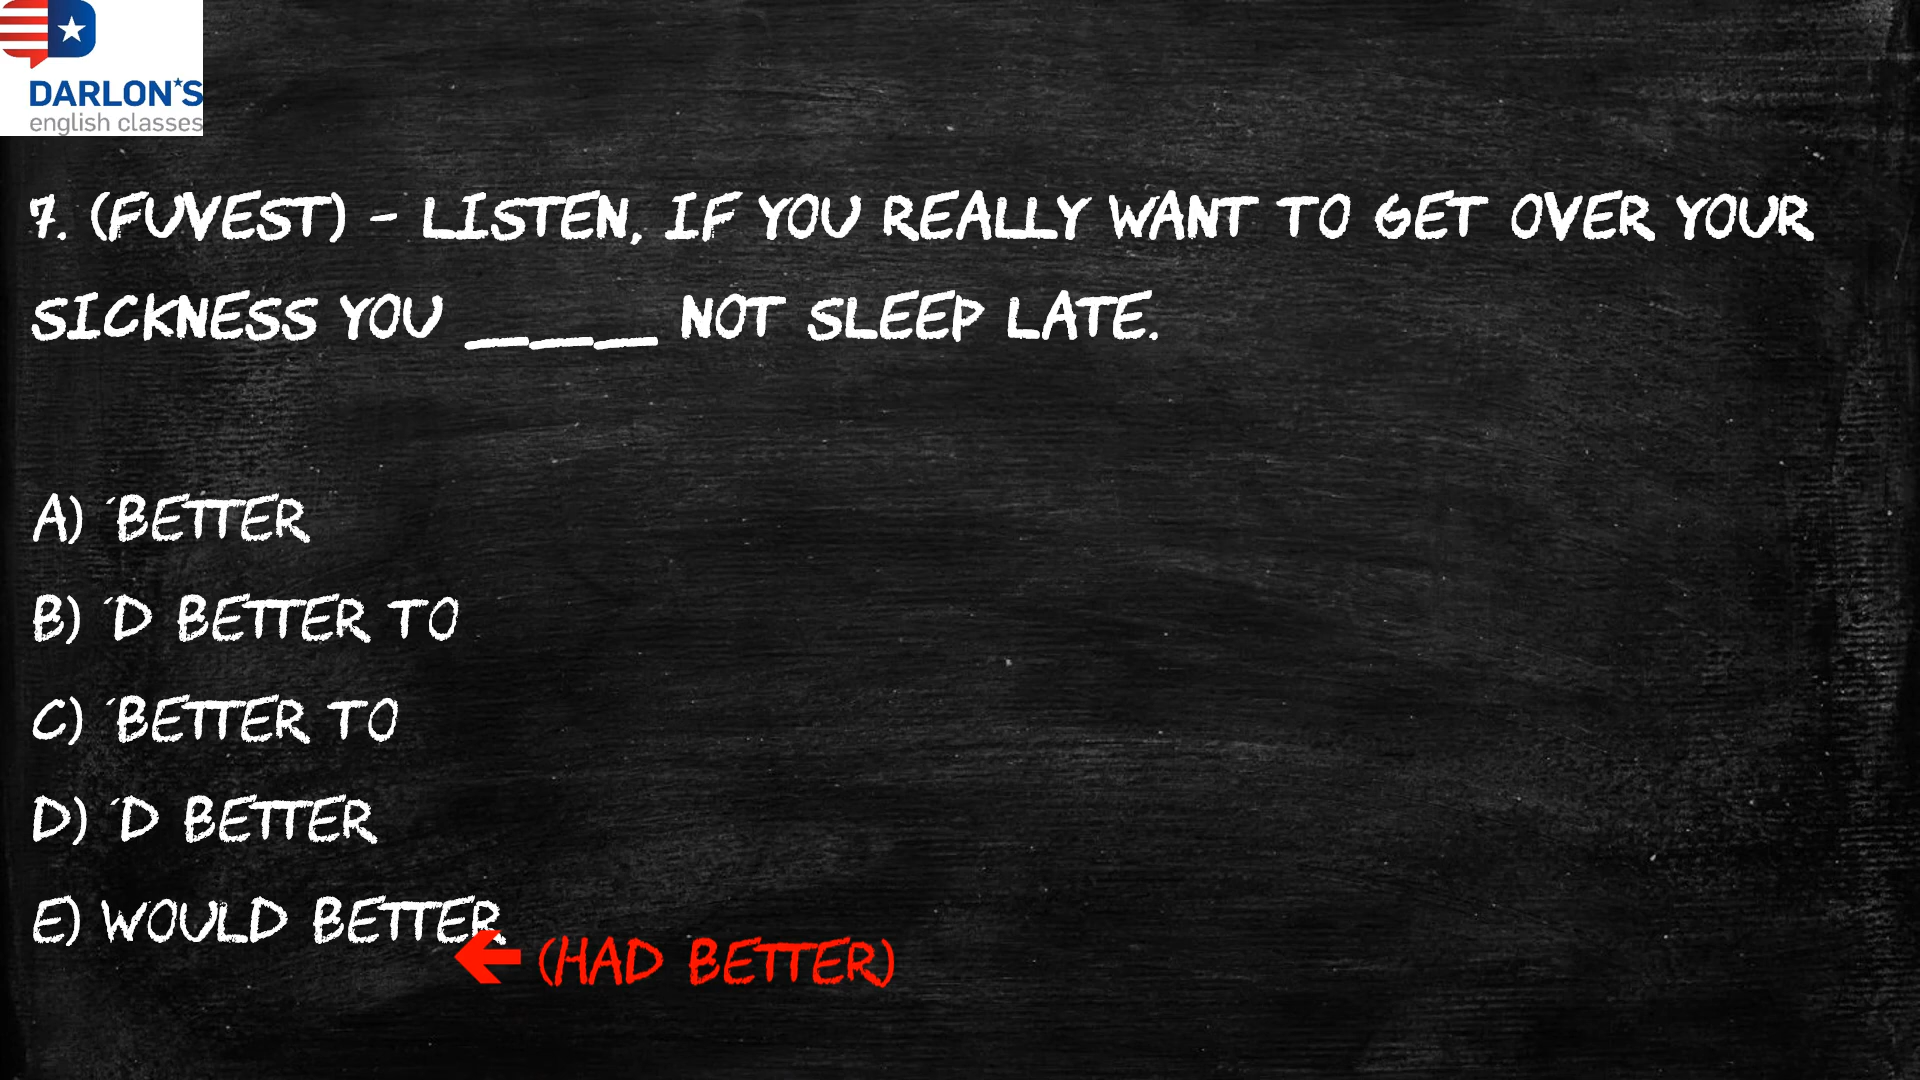 DARLON'S
english classes
7. (FUVEST) - LISTEN, IF YOU REALLY WANT TO GET OVER YOUR
SICKNESS YOU _____ NOT SLEEP LATE.
A) ´BETTER
B) ´D BETTER TO
C) ´BETTER TO
D) ´D BETTER
E) WOULD BETTER
(HAD BETTER)